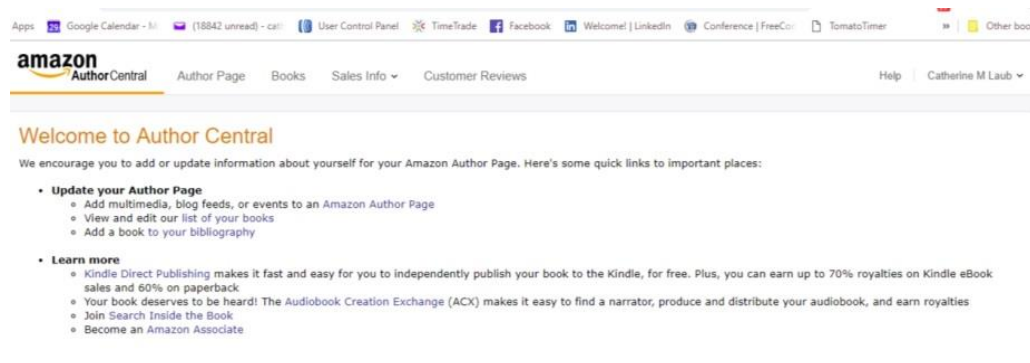 Apps 29 Google Calendar - M (18842 unread) - cath User Control Panel TimeTrade Facebook Welcome! | LinkedIn Conference | FreeCon TomatoTimer » Other boo
amazon
AuthorCentral Author Page Books Sales Info Customer Reviews Help Catherine M Laub
Welcome to Author Central
We encourage you to add or update information about yourself for your Amazon Author Page. Here's some quick links to important places:
• Update your Author Page
Add multimedia, blog feeds, or events to an Amazon Author Page
View and edit our list of your books
Add a book to your bibliography
• Learn more
Kindle Direct Publishing makes it fast and easy for you to independently publish your book to the Kindle, for free. Plus, you can earn up to 70% royalties on Kindle eBook
sales and 60% on paperback
Your book deserves to be heard! The Audiobook Creation Exchange (ACX) makes it easy to find a narrator, produce and distribute your audiobook, and earn royalties
Join Search Inside the Book
Become an Amazon Associate